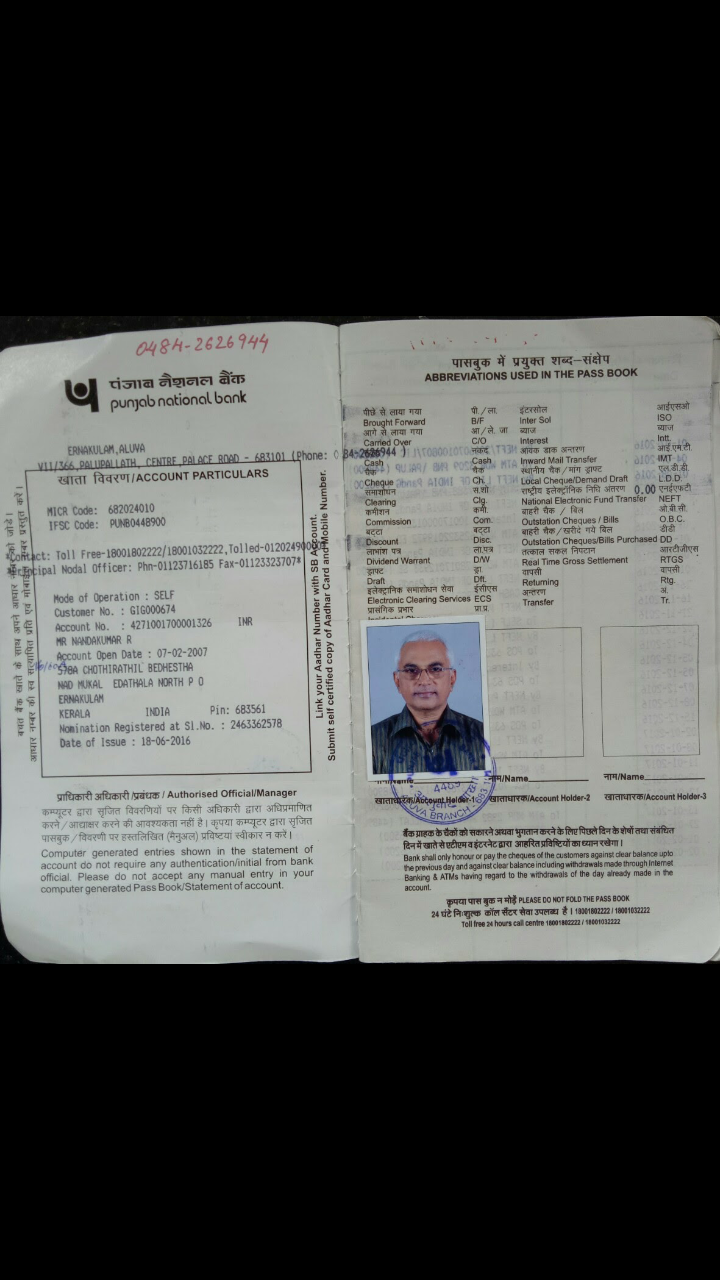 0484-2626944
पंजाब नैशनल बैंक
punjab national bank
ERNAKULAM,ALUVA
V11/366,PALUPALLATH, CENTRE,PALACE ROAD - 683101 (Phone: 0484-2626944 )
खाता विवरण/ACCOUNT PARTICULARS
MICR Code: 682024010
IFSC Code: PUNB0448900
*Contact: Toll Free-18001802222/18001032222,Tolled-01202490000
*Principal Nodal Officer: Phn-01123716185 Fax-01123323707*
Mode of Operation : SELF
Customer No. : GIG000674
Account No. : 4271001700001326 INR
MR NANDAKUMAR R
Account Open Date : 07-02-2007
578A CHOTHIRATHIL BEDHESTHA
NAD MUKAL EDATHALA NORTH P O
ERNAKULAM
KERALA INDIA Pin: 683561
Nomination Registered at Sl.No. : 2463362578
Date of Issue : 18-06-2016
Link your Aadhar Number with SB Account.
Submit self certified copy of Aadhar Card and Mobile Number.
प्राधिकारी अधिकारी/प्रबंधक / Authorised Official/Manager
कम्प्यूटर द्वारा सृजित विवरणियों पर किसी अधिकारी द्वारा अधिप्रमाणित
करने/आद्याक्षर करने की आवश्यकता नहीं है। कृपया कम्प्यूटर द्वारा सृजित
पासबुक/विवरणी पर हस्तलिखित (मैनुअल) प्रविष्टियां स्वीकार न करें।
Computer generated entries shown in the statement of
account do not require any authentication/initial from bank
official. Please do not accept any manual entry in your
computer generated Pass Book/Statement of account.
पासबुक में प्रयुक्त शब्द-संक्षेप
ABBREVIATIONS USED IN THE PASS BOOK
पीछे से लाया गया पी./ला. इंटरसोल आईएसओ
Brought Forward B/F Inter Sol ISO
आगे से लाया गया आ./ले. जा ब्याज ब्याज
Carried Over C/O Interest Intt.
नकद आवक डाक अन्तरण आई.एम.टी.
Cash Cash Inward Mail Transfer IMT
चैक चैक स्थानीय चैक/मांग ड्राफ्ट एल.डी.डी.
Cheque Ch. Local Cheque/Demand Draft L.D.D.
समाशोधन स.शो राष्ट्रीय इलेक्ट्रोनिक निधि अंतरण 0.00 एनईएफटी
Clearing Clg. National Electronic Fund Transfer NEFT
कमीशन कमी. बाहरी चैक / बिल ओ.बी.सी.
Commission Com. Outstation Cheques / Bills O.B.C.
बट्टा बट्टा बाहरी चैक/खरीदे गये बिल डीडी
Discount Disc. Outstation Cheques/Bills Purchased DD
लाभांश पत्र ला.पत्र तत्काल सकल निपटान आरटीजीएस
Dividend Warrant D/W Real Time Gross Settlement RTGS
ड्राफ्ट ड्रा वापसी वापसी
Draft Dft. Returning Rtg.
इलेक्ट्रोनिक समाशोधन सेवा ईसीएस अन्तरण अं.
Electronic Clearing Services ECS Transfer Tr.
प्रासंगिक प्रभार प्रा.प्र.
4489
ALUVA BRANCH
नाम/Name नाम/Name नाम/Name
खाताधारक/Account Holder-1 खाताधारक/Account Holder-2 खाताधारक/Account Holder-3
बैंक ग्राहक के चैकों को सकारने अथवा भुगतान करने के लिए पिछले दिन के शेषों तथा संबंधित
दिन में खाते से एटीएम व इंटरनेट द्वारा आहरित प्रविष्टियों का ध्यान रखेगा।
Bank shall only honour or pay the cheques of the customers against clear balance upto
the previous day and against clear balance including withdrawals made through Internet
Banking & ATMs having regard to the withdrawals of the day already made in the
account.
कृपया पास बुक न मोड़ें PLEASE DO NOT FOLD THE PASS BOOK
24 घंटे निःशुल्क कॉल सेंटर सेवा उपलब्ध है। 18001802222 / 18001032222
Toll free 24 hours call centre 18001802222 / 18001032222